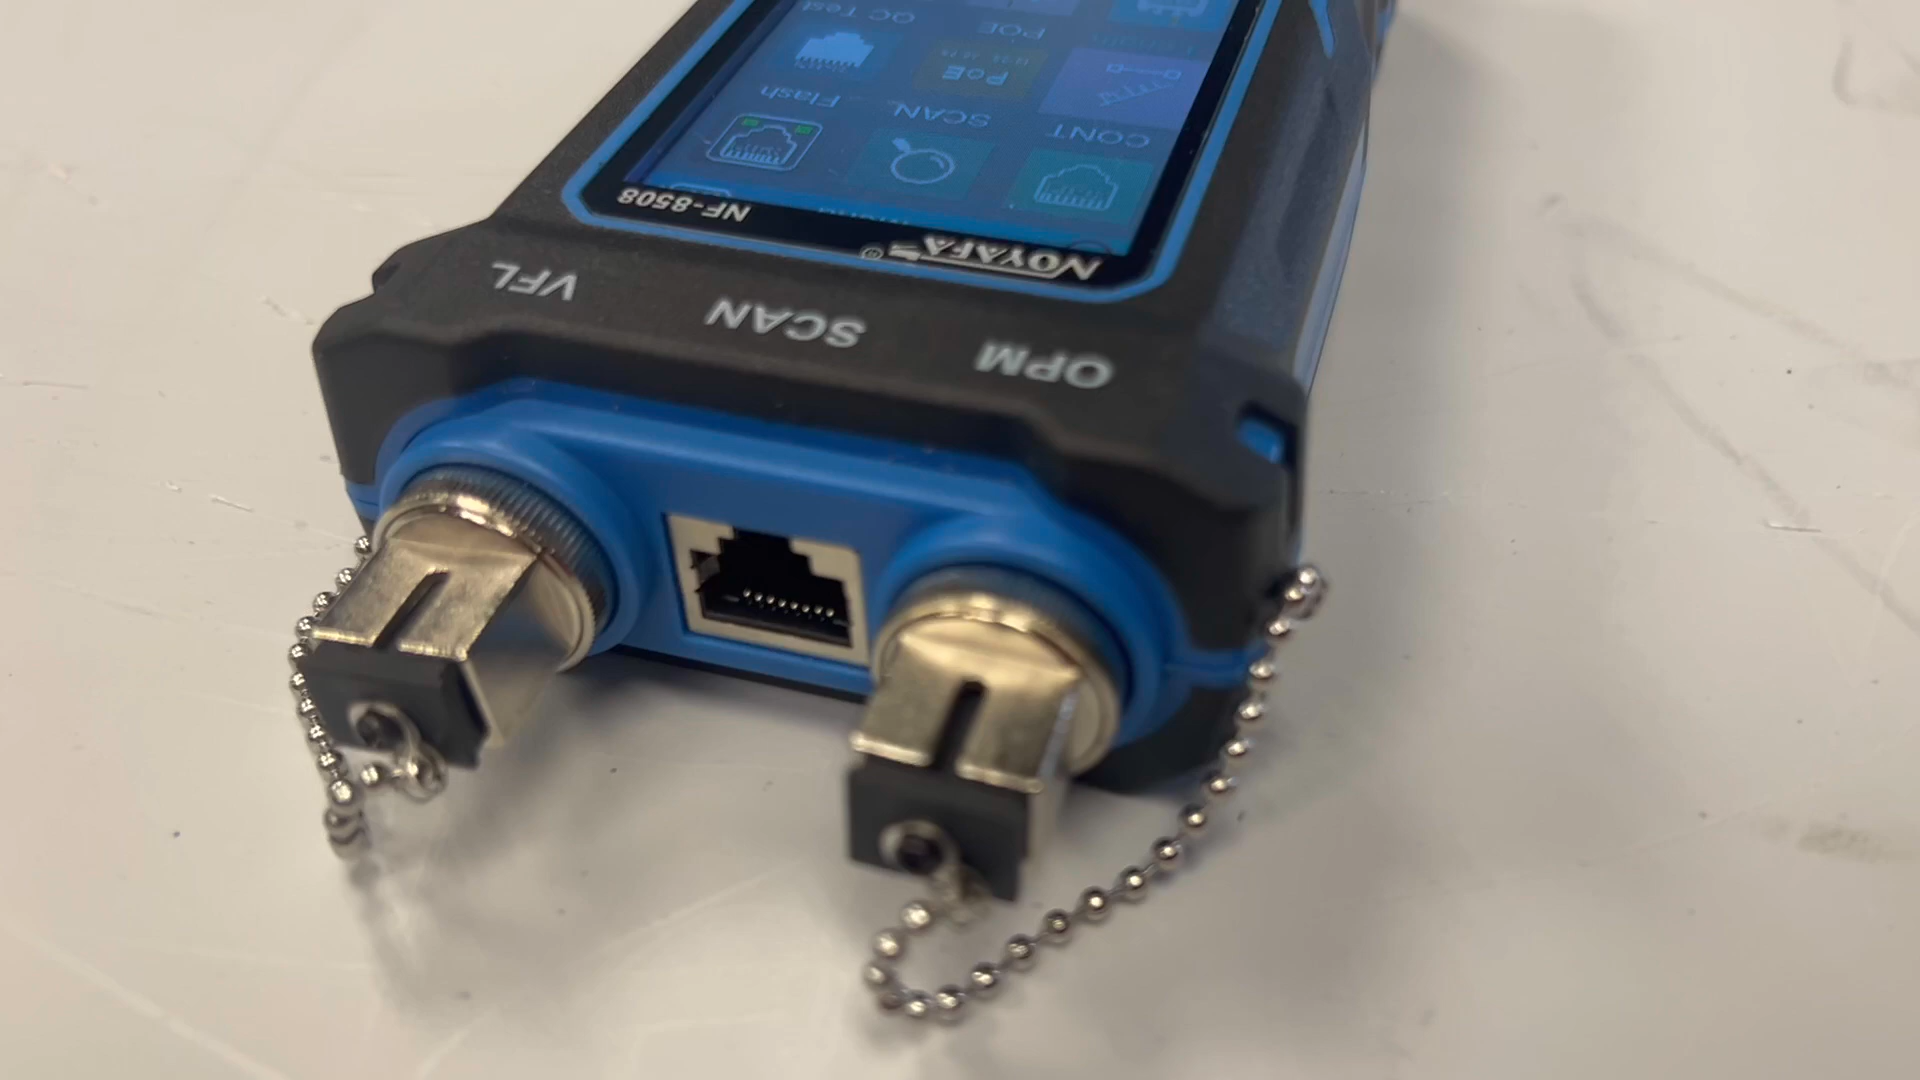 OPM SCAN VFL
NOYAFA® NF-8508
CONT SCAN Flash
PoE
POE QC Test